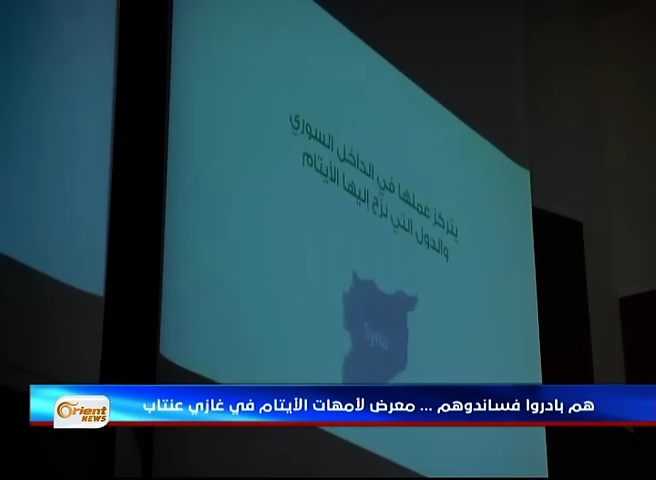 يتركز عملها في الداخل السوري
والدول التي نزح اليها الأيتام
Syria
هم بادروا فساندوهم ... معرض لأمهات الأيتام في غازي عنتاب
Orient
NEWS